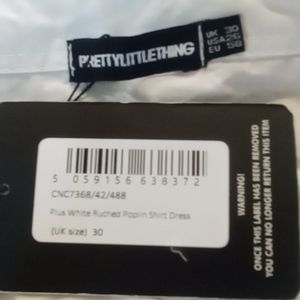 PRETTYLITTLETHING
UK 30
USA 26
EU 58
5 059156 638372
CNC7368/42/488
Plus White Ruched Poplin Shirt Dress
(UK size) 30
WARNING!
ONCE THIS LABEL HAS BEEN REMOVED
YOU CAN NO LONGER RETURN THIS ITEM